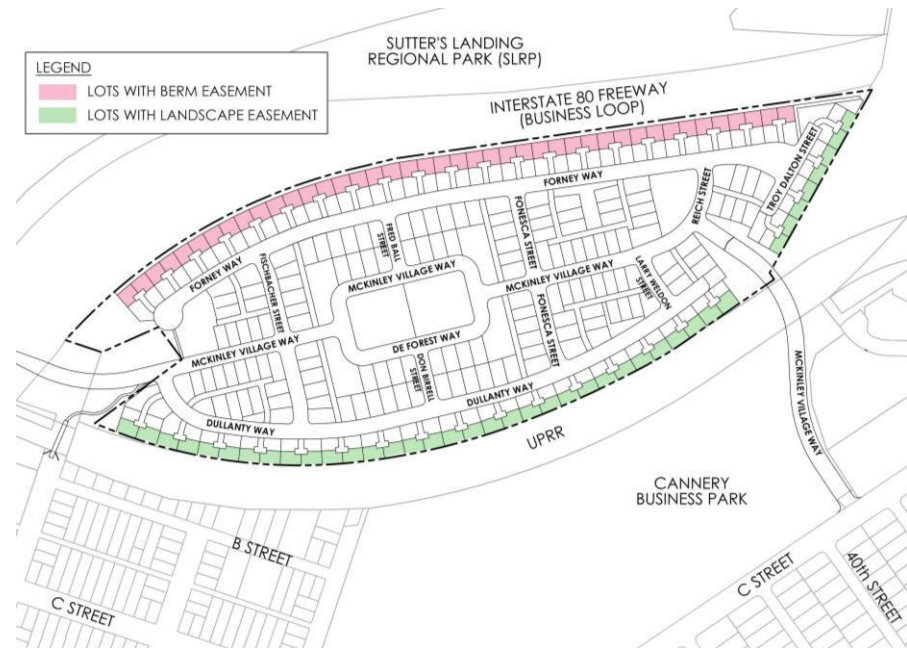 SUTTER'S LANDING
REGIONAL PARK (SLRP)
LEGEND
LOTS WITH BERM EASEMENT
LOTS WITH LANDSCAPE EASEMENT
INTERSTATE 80 FREEWAY
(BUSINESS LOOP)
TROY DALTON STREET
FORNEY WAY
REICH STREET
FONESCA STREET
FRED BALL
STREET
FORNEY WAY
FISCHBACHER STREET
MCKINLEY VILLAGE WAY
MCKINLEY VILLAGE WAY
LARRY WELDON
STREET
FONESCA STREET
DE FOREST WAY
MCKINLEY VILLAGE WAY
DON BIRRELL
STREET
DULLANTY WAY
DULLANTY WAY
MCKINLEY VILLAGE WAY
UPRR
CANNERY
BUSINESS PARK
B STREET
C STREET
C STREET
40th STREET